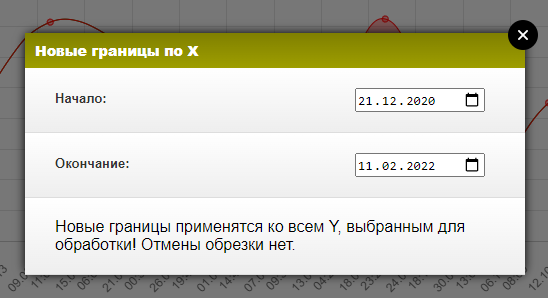 Новые границы по X
Начало:
21.12.2020
Окончание:
11.02.2022
Новые границы применятся ко всем Y, выбранным для
обработки! Отмены обрезки нет.